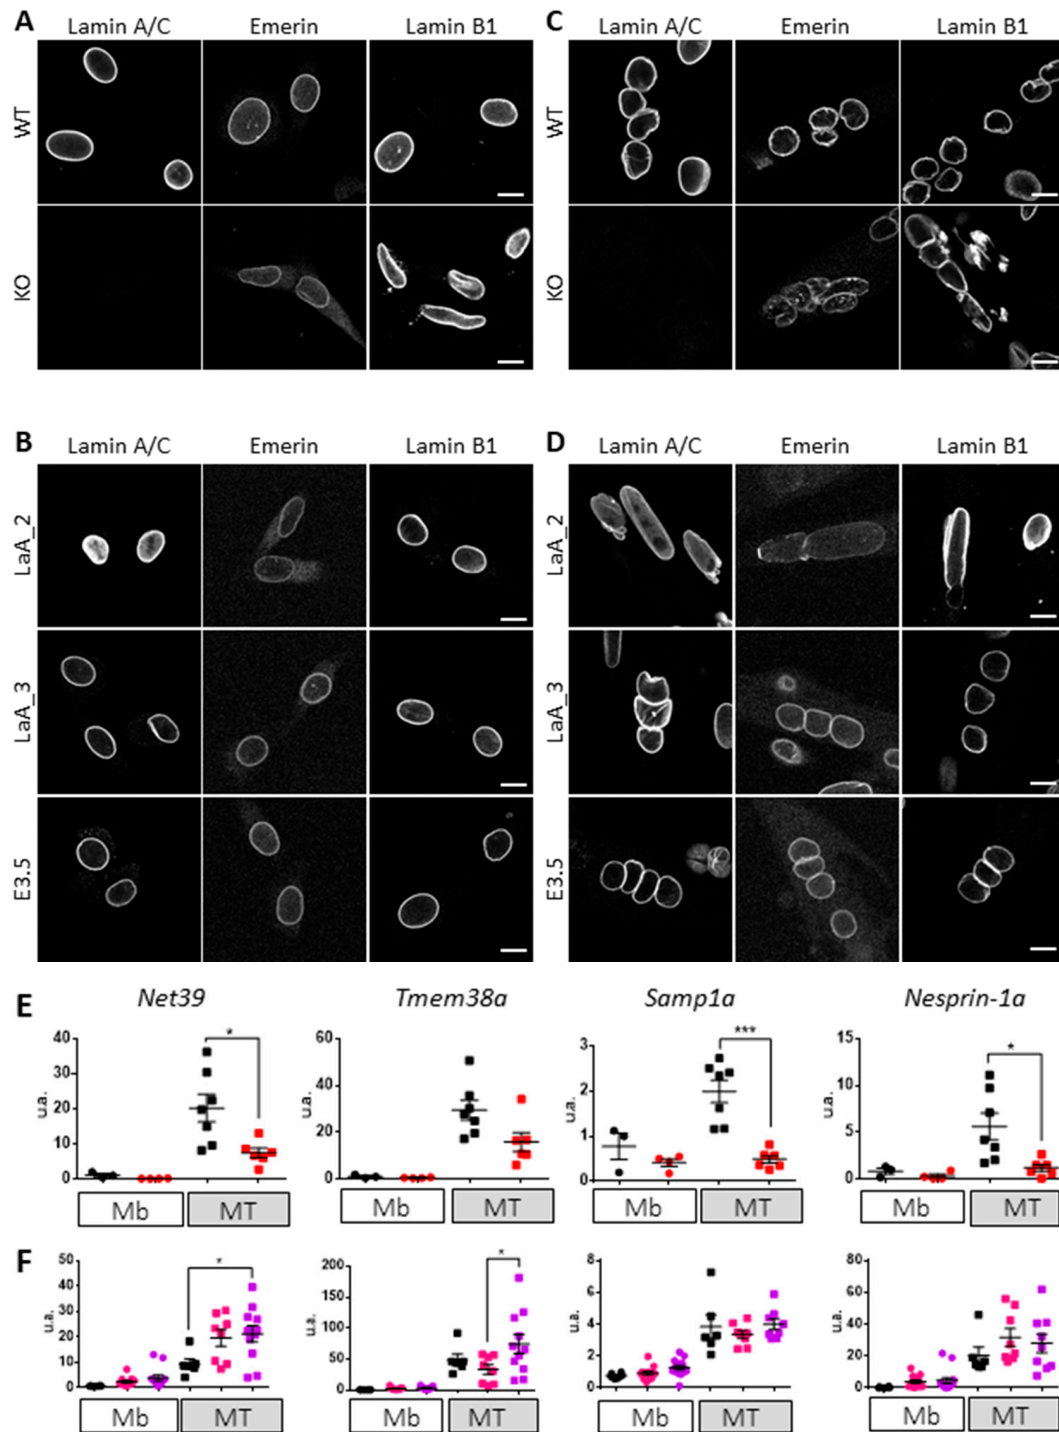 A Lamin A/C Emerin Lamin B1
WT
KO
C Lamin A/C Emerin Lamin B1
WT
KO
B Lamin A/C Emerin Lamin B1
LaA_2
LaA_3
E3.5
D Lamin A/C Emerin Lamin B1
LaA_2
LaA_3
E3.5
E
Net39 Tmem38a Samp1a Nesprin-1a
40
30
20
10
0
u.a.
*
Mb MT
60
40
20
0
u.a.
Mb MT
3
2
1
0
u.a.
***
Mb MT
15
10
5
0
u.a.
*
Mb MT
F
50
40
30
20
10
0
u.a.
*
Mb MT
200
150
100
50
0
u.a.
*
Mb MT
8
6
4
2
0
u.a.
Mb MT
80
60
40
20
0
u.a.
Mb MT